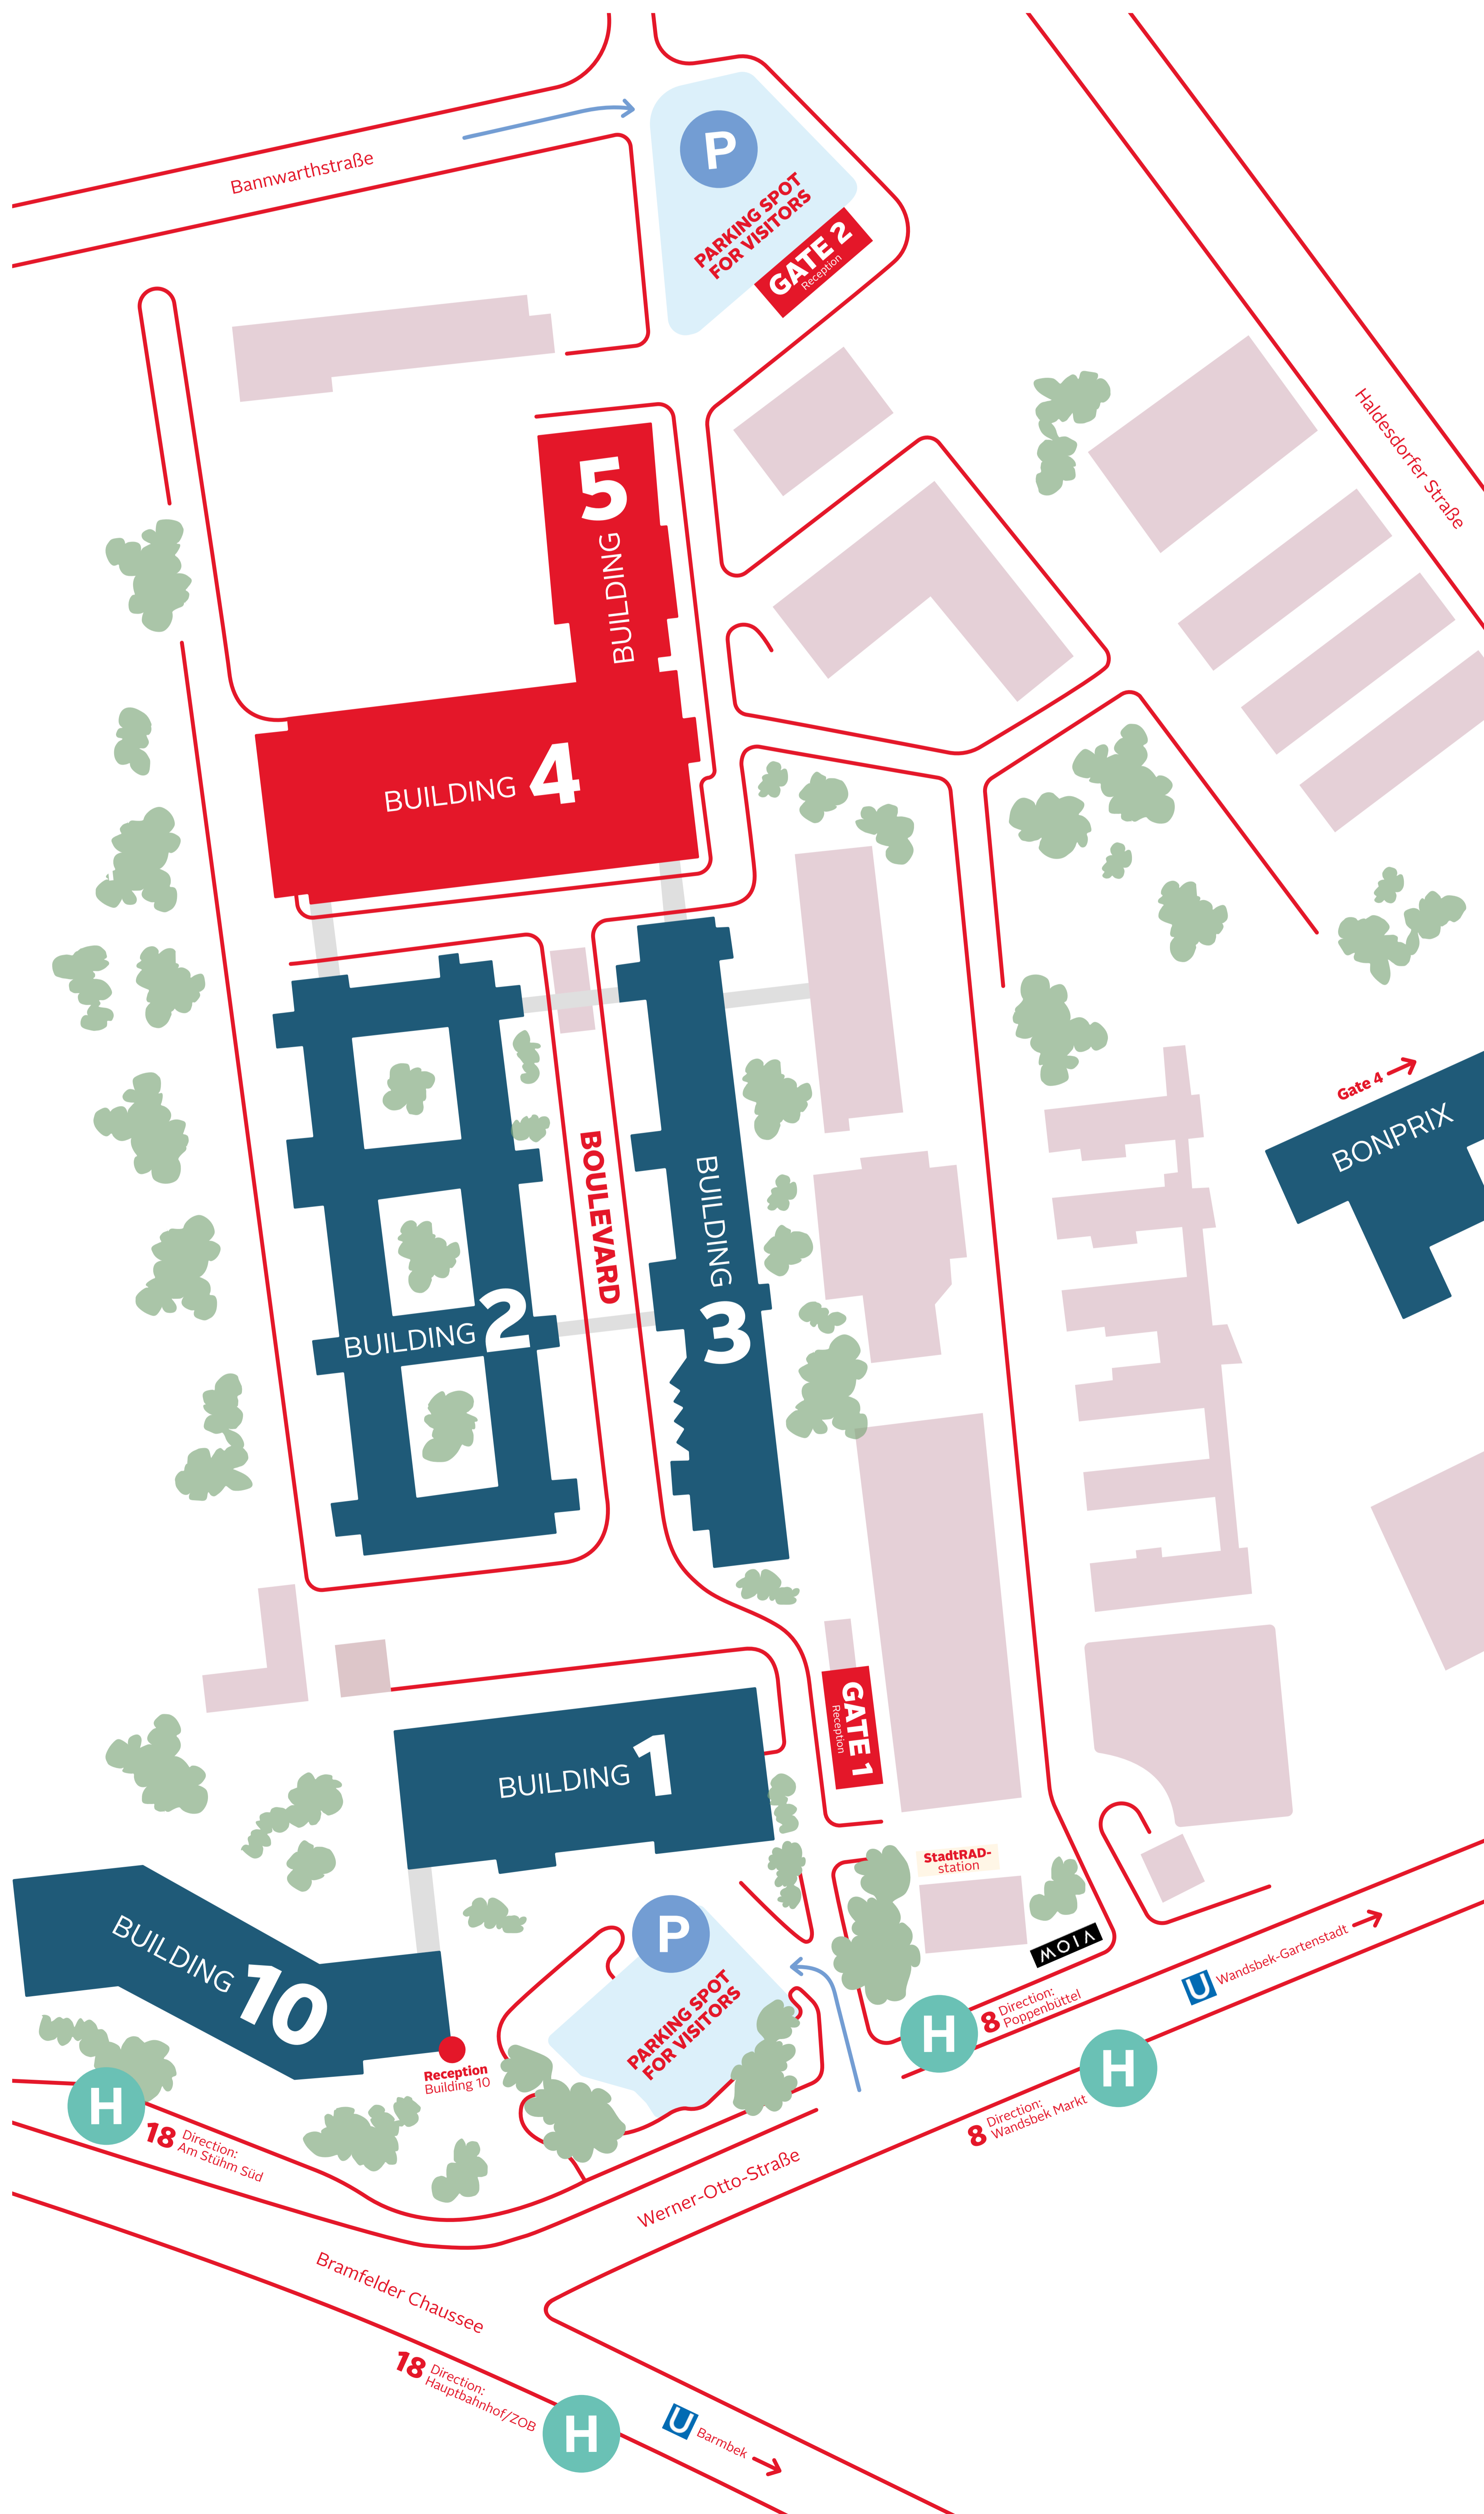 P
PARKING SPOT
FOR VISITORS
GATE 2
Reception
Bannwarthstraße
Haldesdorfer Straße
5
BUILDING
BUILDING 4
Gate 4
BONPRIX
BOULEVARD
BUILDING 3
BUILDING 2
GATE 1
Reception
BUILDING 1
StadtRAD-
station
MOIA
BUILDING 10
P
PARKING SPOT
FOR VISITORS
Reception
Building 10
H
8 Direction:
Poppenbüttel
U Wandsbek-Gartenstadt
H
8 Direction:
Wandsbek Markt
H
18 Direction:
Am Stühm Süd
Werner-Otto-Straße
Bramfelder Chaussee
18 Direction:
Hauptbahnhof/ZOB
H
U Barmbek